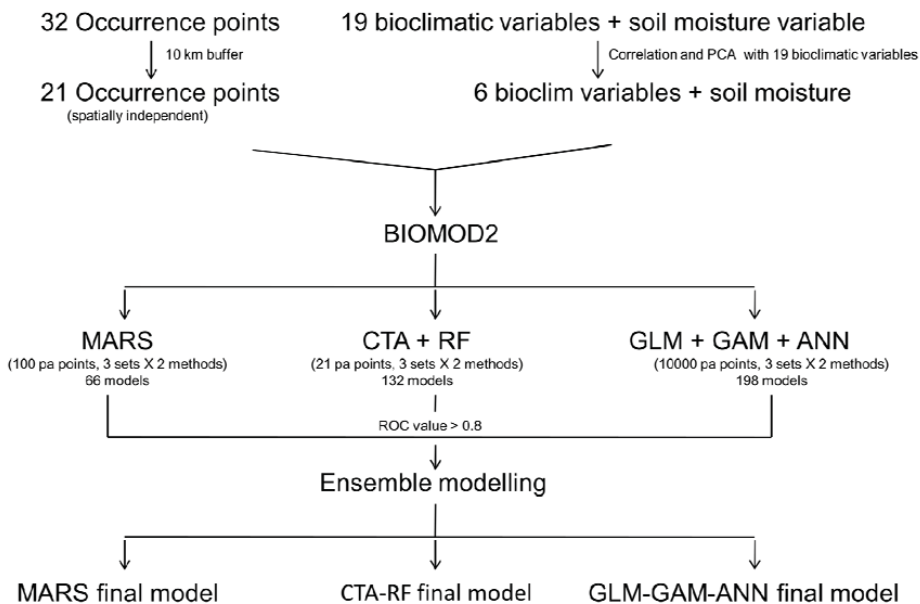 32 Occurrence points
19 bioclimatic variables + soil moisture variable
10 km buffer
Correlation and PCA with 19 bioclimatic variables
21 Occurrence points
(spatially independent)
6 bioclim variables + soil moisture
BIOMOD2
MARS
(100 pa points, 3 sets X 2 methods)
66 models
CTA + RF
(21 pa points, 3 sets X 2 methods)
132 models
GLM + GAM + ANN
(10000 pa points, 3 sets X 2 methods)
198 models
ROC value > 0.8
Ensemble modelling
MARS final model
CTA-RF final model
GLM-GAM-ANN final model